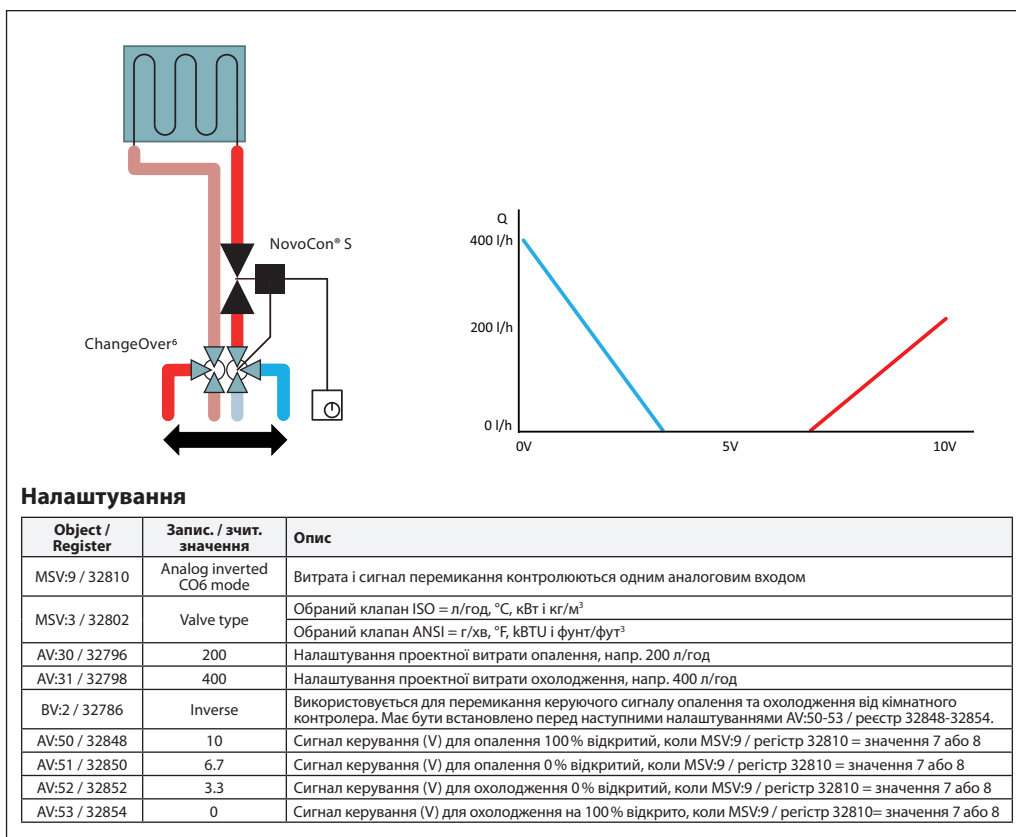 NovoCon® S
ChangeOver⁶
Q
400 l/h
200 l/h
0 l/h
0V
5V
10V
Налаштування
Object / Register
Запис. / зчит. значення
Опис
MSV:9 / 32810
Analog inverted CO6 mode
Витрата і сигнал перемикання контролюються одним аналоговим входом
MSV:3 / 32802
Valve type
Обраний клапан ISO = л/год, °C, кВт і кг/м³
Обраний клапан ANSI = г/хв, °F, kBTU і фунт/фут³
AV:30 / 32796
200
Налаштування проектної витрати опалення, напр. 200 л/год
AV:31 / 32798
400
Налаштування проектної витрати охолодження, напр. 400 л/год
BV:2 / 32786
Inverse
Використовується для перемикання керуючого сигналу опалення та охолодження від кімнатного
контролера. Має бути встановлено перед наступними налаштуваннями AV:50-53 / реєстр 32848-32854.
AV:50 / 32848
10
Сигнал керування (V) для опалення 100 % відкритий, коли MSV:9 / регістр 32810 = значення 7 або 8
AV:51 / 32850
6.7
Сигнал керування (V) для опалення 0 % відкритий, коли MSV:9 / регістр 32810 = значення 7 або 8
AV:52 / 32852
3.3
Сигнал керування (V) для охолодження 0 % відкритий, коли MSV:9 / регістр 32810 = значення 7 або 8
AV:53 / 32854
0
Сигнал керування (V) для охолодження на 100 % відкрито, коли MSV:9 / регістр 32810= значення 7 або 8